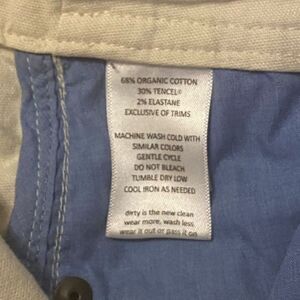 68% ORGANIC COTTON
30% TENCEL®
2% ELASTANE
EXCLUSIVE OF TRIMS
MACHINE WASH COLD WITH
SIMILAR COLORS
GENTLE CYCLE
DO NOT BLEACH
TUMBLE DRY LOW
COOL IRON AS NEEDED
dirty is the new clean
wear more, wash less
wear it out or pass it on